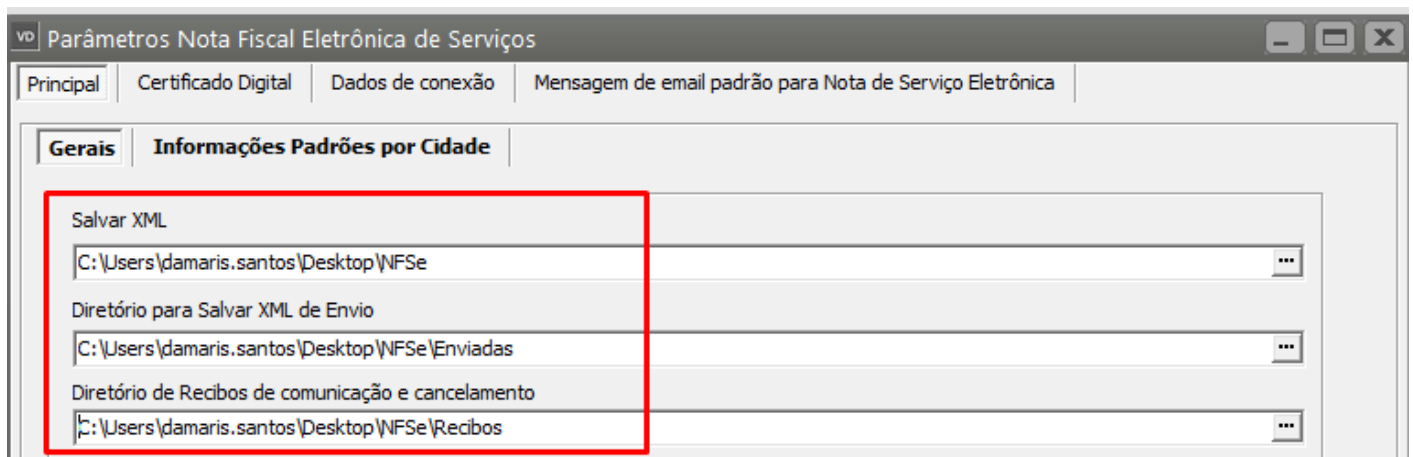 VD Parâmetros Nota Fiscal Eletrônica de Serviços
Principal Certificado Digital Dados de conexão Mensagem de email padrão para Nota de Serviço Eletrônica
Gerais Informações Padrões por Cidade
Salvar XML
C:\Users\damaris.santos\Desktop\NFSe ...
Diretório para Salvar XML de Envio
C:\Users\damaris.santos\Desktop\NFSe\Enviadas ...
Diretório de Recibos de comunicação e cancelamento
C:\Users\damaris.santos\Desktop\NFSe\Recibos ...